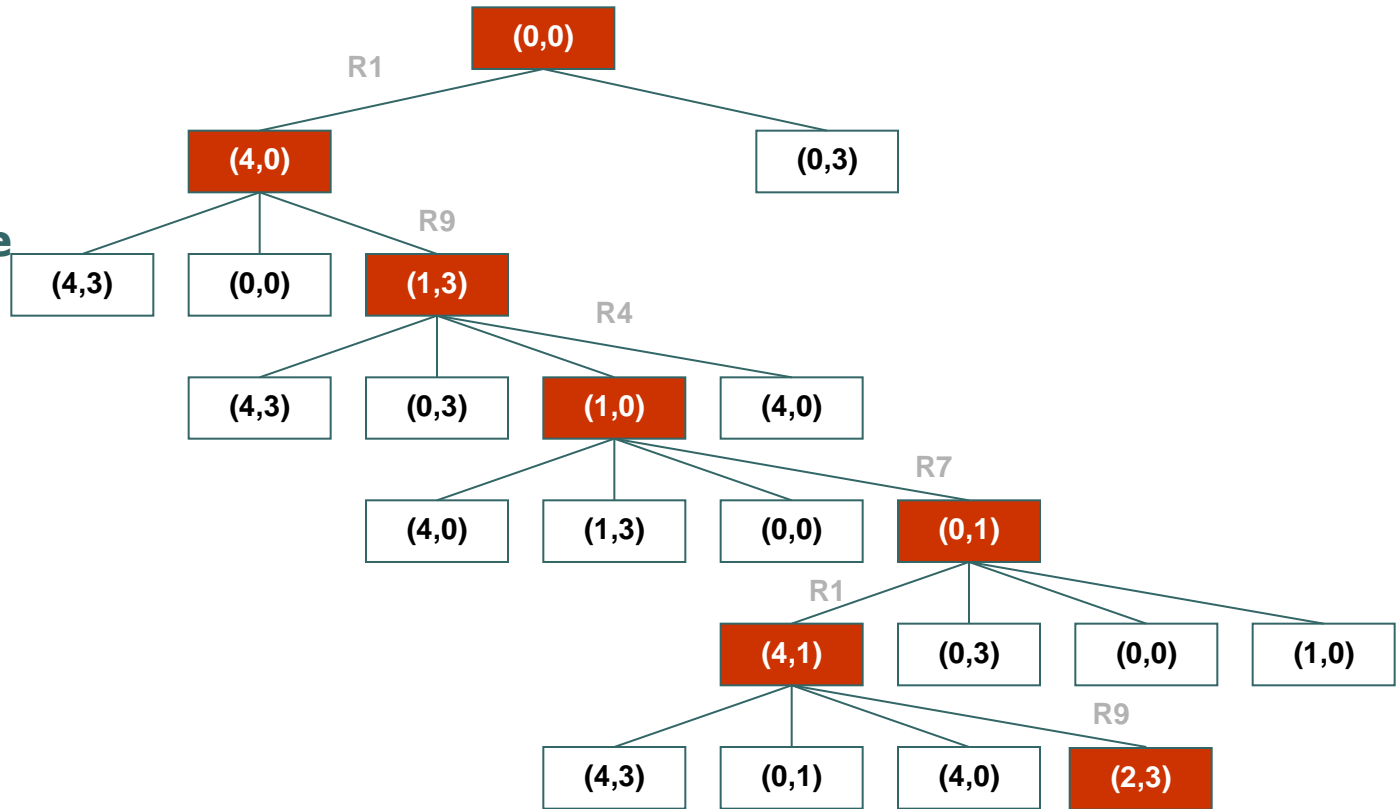 (0,0)
R1
(4,0) (0,3)
R9
e
(4,3) (0,0) (1,3)
R4
(4,3) (0,3) (1,0) (4,0)
R7
(4,0) (1,3) (0,0) (0,1)
R1
(4,1) (0,3) (0,0) (1,0)
R9
(4,3) (0,1) (4,0) (2,3)